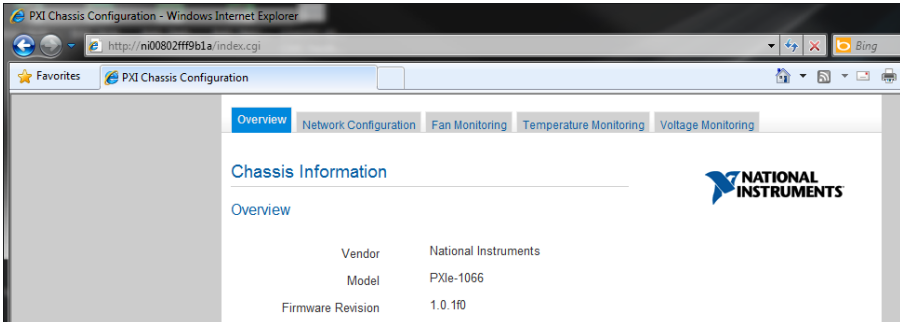 PXI Chassis Configuration - Windows Internet Explorer
http://ni00802fff9b1a/index.cgi
Bing
Favorites
PXI Chassis Configuration
Overview Network Configuration Fan Monitoring Temperature Monitoring Voltage Monitoring
Chassis Information
NATIONAL
INSTRUMENTS
Overview
Vendor National Instruments
Model PXIe-1066
Firmware Revision 1.0.1f0